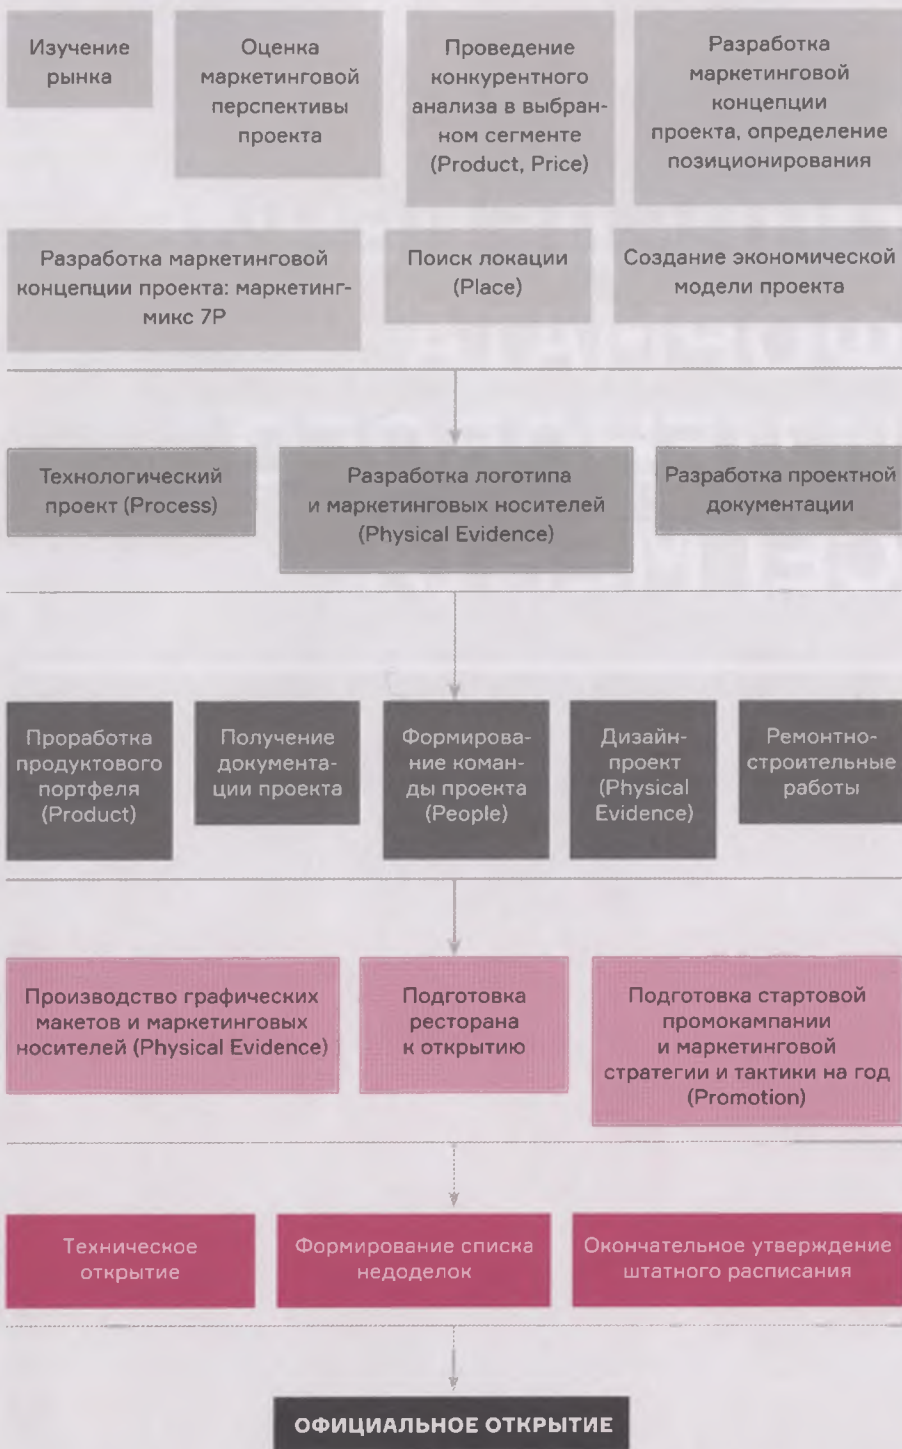 Изучение
рынка
Оценка
маркетинговой
перспективы
проекта
Проведение
конкурентного
анализа в выбран-
ном сегменте
(Product, Price)
Разработка
маркетинговой
концепции
проекта, определение
позиционирования
Разработка маркетинговой
концепции проекта: маркетинг-
микс 7P
Поиск локации
(Place)
Создание экономической
модели проекта
Технологический
проект (Process)
Разработка логотипа
и маркетинговых носителей
(Physical Evidence)
Разработка проектной
документации
Проработка
продуктового
портфеля
(Product)
Получение
документа-
ции проекта
Формирова-
ние коман-
ды проекта
(People)
Дизайн-
проект
(Physical
Evidence)
Ремонтно-
строительные
работы
Производство графических
макетов и маркетинговых
носителей (Physical Evidence)
Подготовка
ресторана
к открытию
Подготовка стартовой
промокампании
и маркетинговой
стратегии и тактики на год
(Promotion)
Техническое
открытие
Формирование списка
недоделок
Окончательное утверждение
штатного расписания
ОФИЦИАЛЬНОЕ ОТКРЫТИЕ